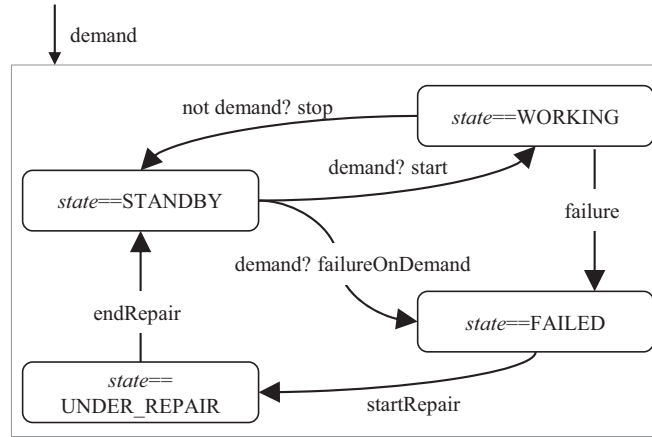 demand
not demand? stop
state==WORKING
demand? start
state==STANDBY
failure
demand? failureOnDemand
endRepair
state==FAILED
state==
UNDER_REPAIR
startRepair